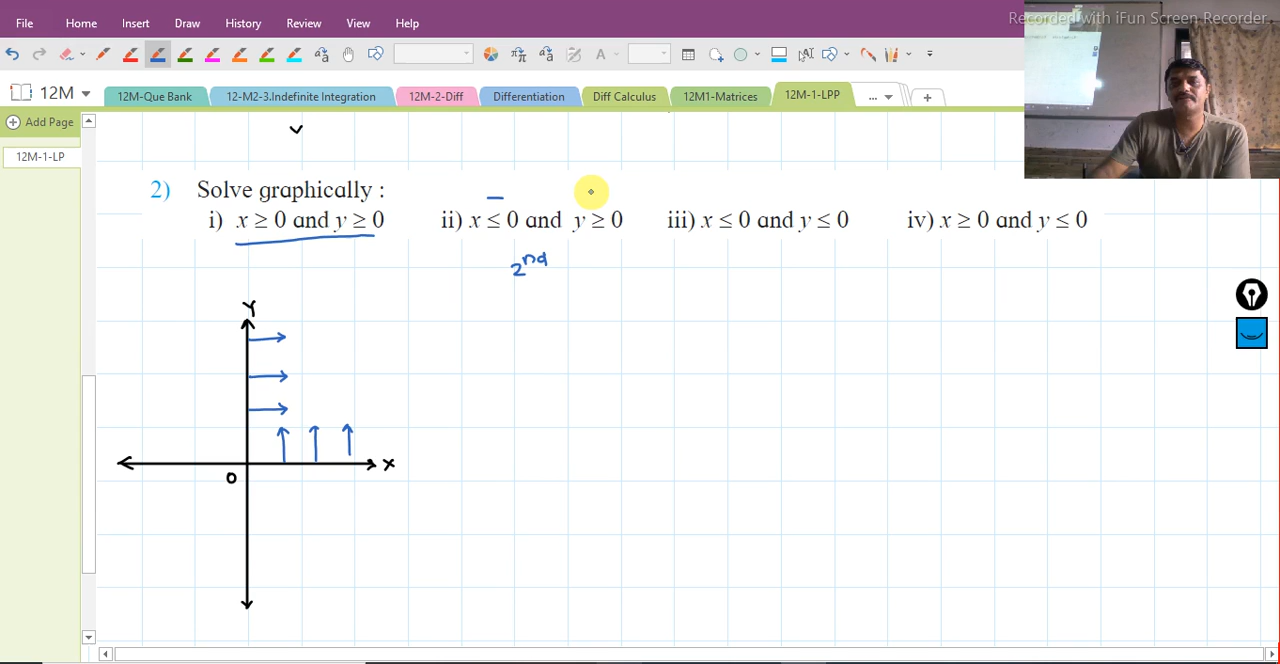 File Home Insert Draw History Review View Help
Recorded with iFun Screen Recorder
12M 12M-Que Bank 12-M2-3.Indefinite Integration 12M-2-Diff Differentiation Diff Calculus 12M1-Matrices 12M-1-LPP ... +
Add Page
12M-1-LP
2) Solve graphically :
i) x ≥ 0 and y ≥ 0 ii) x ≤ 0 and y ≥ 0 iii) x ≤ 0 and y ≤ 0 iv) x ≥ 0 and y ≤ 0
2nd
Y
X
0